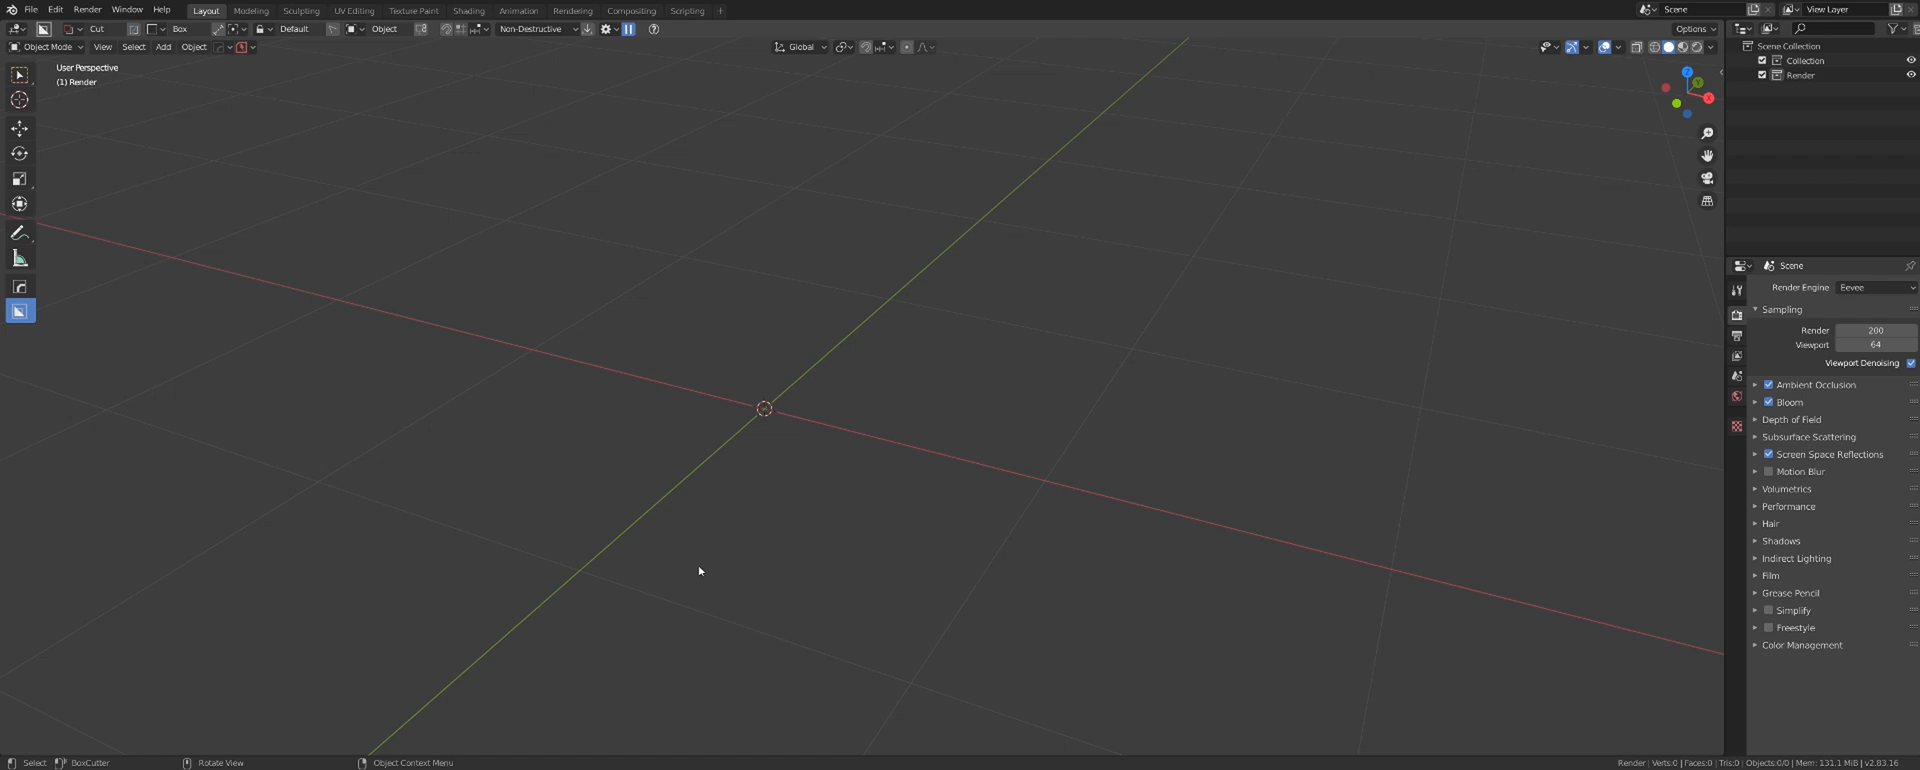 File Edit Render Window Help Layout Modeling Sculpting UV Editing Texture Paint Shading Animation Rendering Compositing Scripting + Scene View Layer
Cut Box Default Object Non-Destructive Options
Object Mode View Select Add Object Global
User Perspective
(1) Render
Z
Y
X
Scene Collection
Collection
Render
Scene
Render Engine Eevee
Sampling
Render 200
Viewport 64
Viewport Denoising
Ambient Occlusion
Bloom
Depth of Field
Subsurface Scattering
Screen Space Reflections
Motion Blur
Volumetrics
Performance
Hair
Shadows
Indirect Lighting
Film
Grease Pencil
Simplify
Freestyle
Color Management
Select BoxCutter Rotate View Object Context Menu Render | Verts:0 | Faces:0 | Tris:0 | Objects:0/0 | Mem: 131.1 MiB | v2.83.16